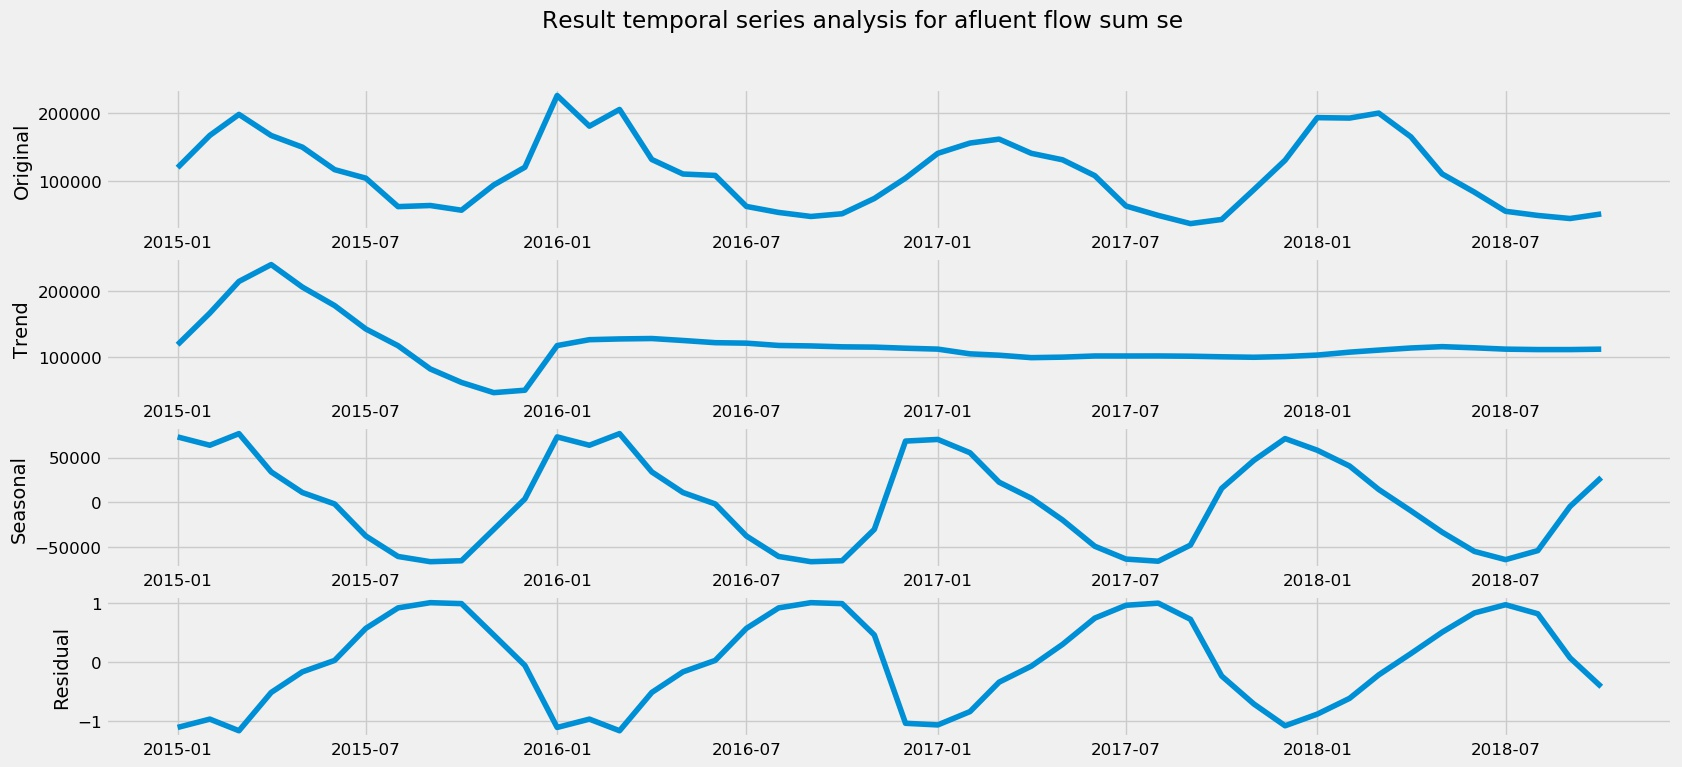 Result temporal series analysis for afluent flow sum se
Original
200000
100000
2015-01 2015-07 2016-01 2016-07 2017-01 2017-07 2018-01 2018-07
Trend
200000
100000
2015-01 2015-07 2016-01 2016-07 2017-01 2017-07 2018-01 2018-07
Seasonal
50000
0
−50000
2015-01 2015-07 2016-01 2016-07 2017-01 2017-07 2018-01 2018-07
Residual
1
0
−1
2015-01 2015-07 2016-01 2016-07 2017-01 2017-07 2018-01 2018-07